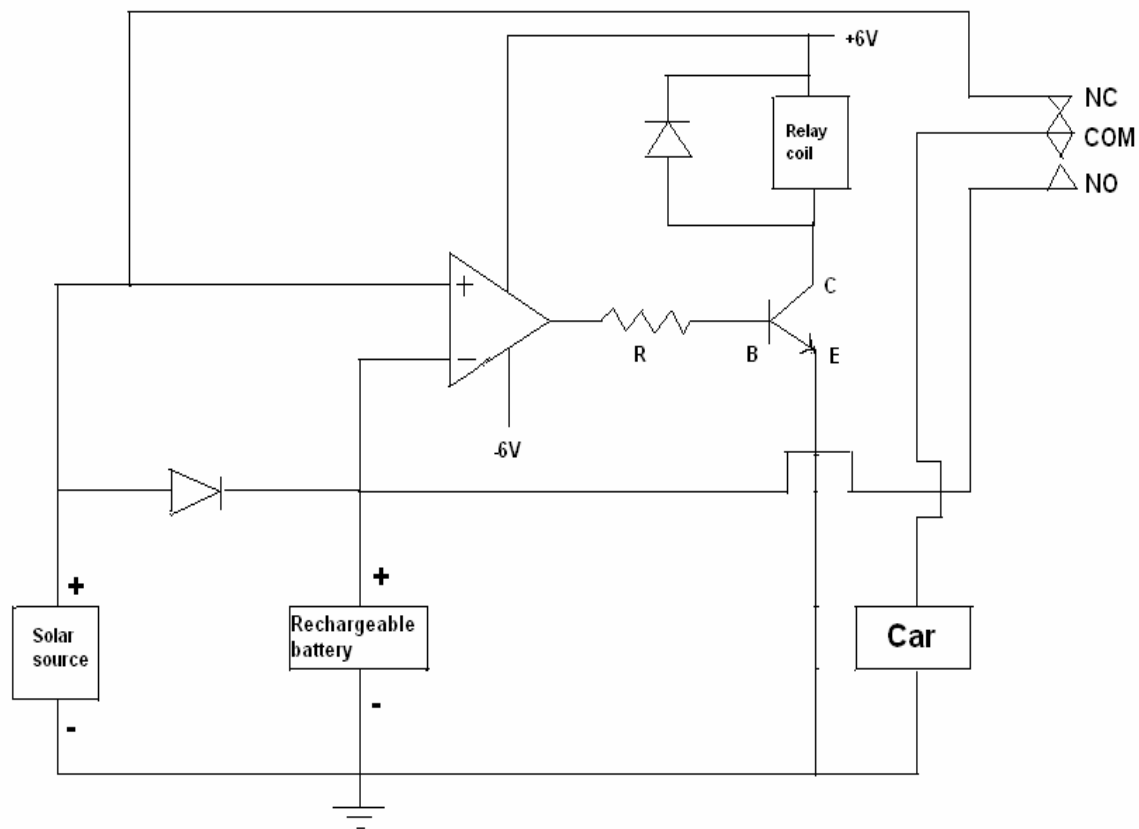 +6V
NC
Relay
coil
COM
NO
+
C
R
B
E
-
-6V
+
+
Solar
source
Rechargeable
battery
Car
-
-